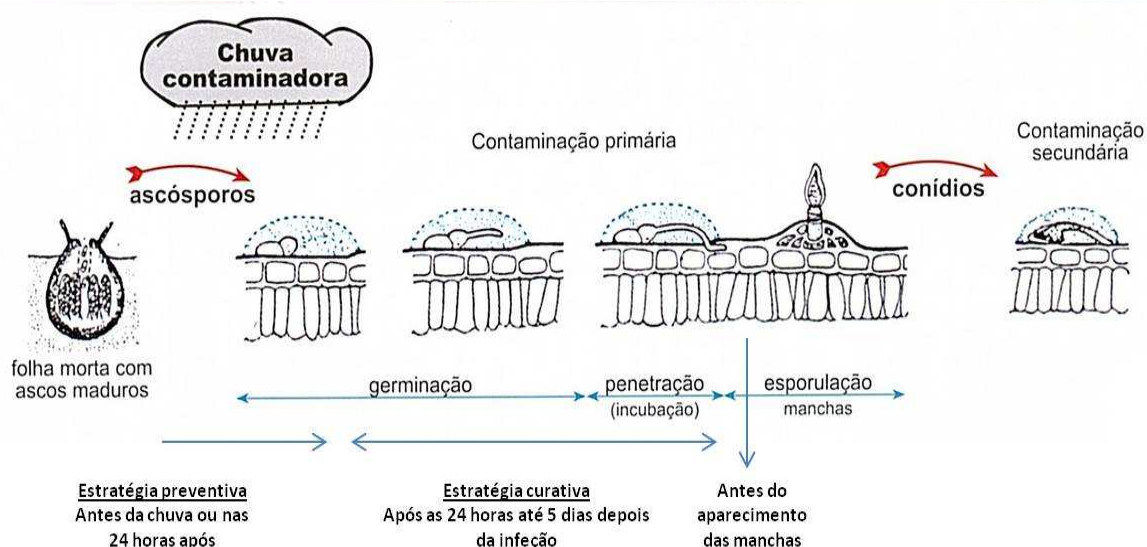 Chuva
contaminadora
Contaminação primária
Contaminação
secundária
ascósporos
conídios
folha morta com
ascos maduros
germinação
penetração
(incubação)
esporulação
manchas
Estratégia preventiva
Antes da chuva ou nas
24 horas após
Estratégia curativa
Após as 24 horas até 5 dias depois
da infeção
Antes do
aparecimento
das manchas